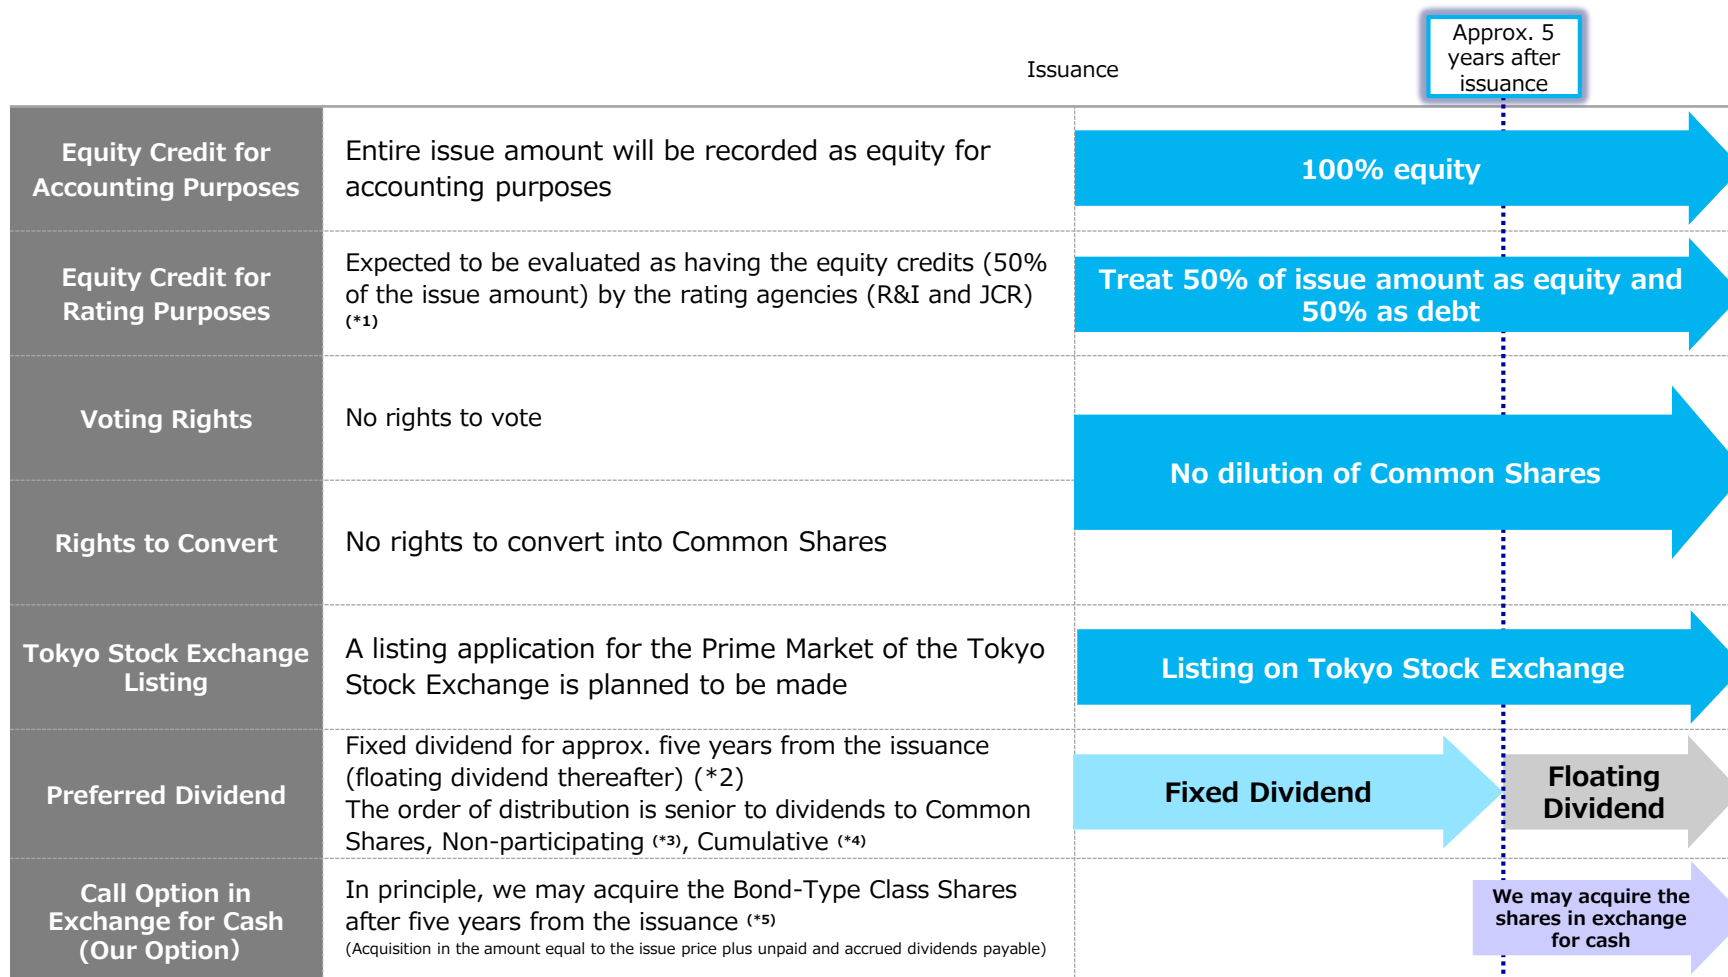 Issuance
Approx. 5
years after
issuance
Equity Credit for
Accounting Purposes
Entire issue amount will be recorded as equity for
accounting purposes
100% equity
Equity Credit for
Rating Purposes
Expected to be evaluated as having the equity credits (50%
of the issue amount) by the rating agencies (R&I and JCR)
(*1)
Treat 50% of issue amount as equity and
50% as debt
Voting Rights
No rights to vote
No dilution of Common Shares
Rights to Convert
No rights to convert into Common Shares
Tokyo Stock Exchange
Listing
A listing application for the Prime Market of the Tokyo
Stock Exchange is planned to be made
Listing on Tokyo Stock Exchange
Preferred Dividend
Fixed dividend for approx. five years from the issuance
(floating dividend thereafter) (*2)
The order of distribution is senior to dividends to Common
Shares, Non-participating (*3), Cumulative (*4)
Fixed Dividend
Floating
Dividend
Call Option in
Exchange for Cash
(Our Option)
In principle, we may acquire the Bond-Type Class Shares
after five years from the issuance (*5)
(Acquisition in the amount equal to the issue price plus unpaid and accrued dividends payable)
We may acquire the
shares in exchange
for cash